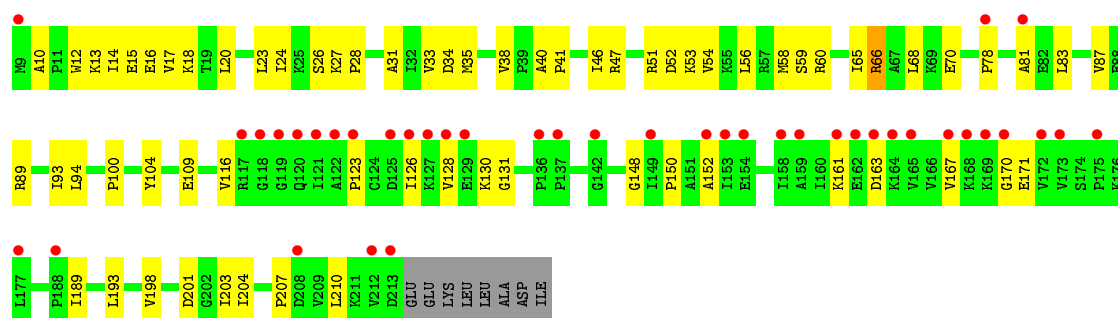 M9 A10 P11 W12 K13 I14 E15 E16 V17 K18 T19 L20 L23 I24 K25 S26 K27 P28 A31 I32 V33 D34 M35 V38 P39 A40 P41 I46 R47 R51 D52 K53 V54 K55 L56 R57 M58 S59 R60 I65 R66 A67 L68 K69 E70 P78 A81 E82 L83 V87 E88
R89 I93 L94 P100 Y104 E109 V116 R117 G118 G119 Q120 I121 A122 P123 C124 D125 I126 K127 V128 E129 K130 G131 P136 P137 G142 G148 I149 P150 A151 A152 I153 E154 I158 A159 I160 K161 E162 D163 K164 V165 V166 V167 K168 K169 G170 E171 V172 V173 S174 P175 K176
L177 P188 I189 L193 V198 D201 G202 I203 I204 P207 D208 V209 L210 K211 V212 D213 GLU GLU LYS LEU LEU ALA ASP ILE